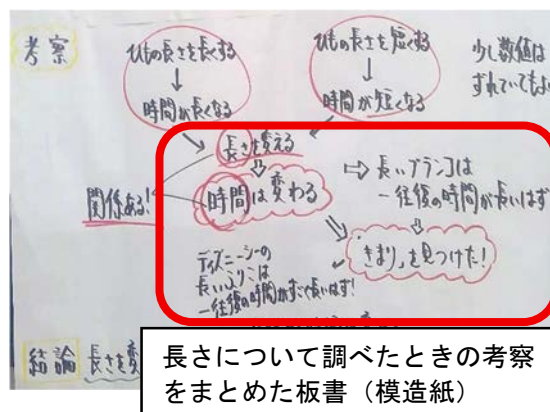 考察
ひもの長さを長くする
↓
時間が長くなる
ひもの長さを短くする
↓
時間が短くなる
少し数値は
ずれていてもよい
長さを変える
⇩
時間は変わる
関係ある!
⇨ 長いブランコは
一往復の時間が長いはず
⇩
「きまり」を見つけた!
ディズニーシーの
長いふりこは
一往復の時間がすごく長いはず!
結論 長さを変
長さについて調べたときの考察
をまとめた板書(模造紙)